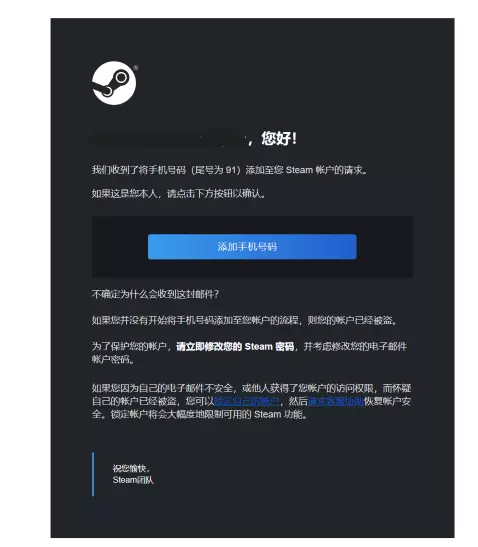 ，您好！
我们收到了将手机号码（尾号为 91）添加至您 Steam 帐户的请求。
如果这是您本人，请点击下方按钮以确认。
添加手机号码
不确定为什么会收到这封邮件？
如果您并没有开始将手机号码添加至您帐户的流程，则您的帐户已经被盗。
为了保护您的帐户，请立即修改您的 Steam 密码，并考虑修改您的电子邮件
帐户密码。
如果您因为自己的电子邮件不安全，或他人获得了您帐户的访问权限，而怀疑
自己的帐户已经被盗，您可以锁定自己的帐户，然后请求客服协助恢复帐户安
全。锁定帐户将会大幅度地限制可用的 Steam 功能。
祝您愉快，
Steam团队